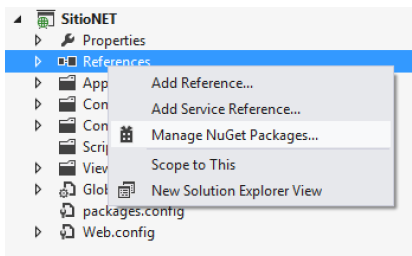 SitioNET
Properties
References
App
Add Reference...
Con
Add Service Reference...
Con
Manage NuGet Packages...
Scrip
View
Scope to This
Glob
New Solution Explorer View
packages.config
Web.config